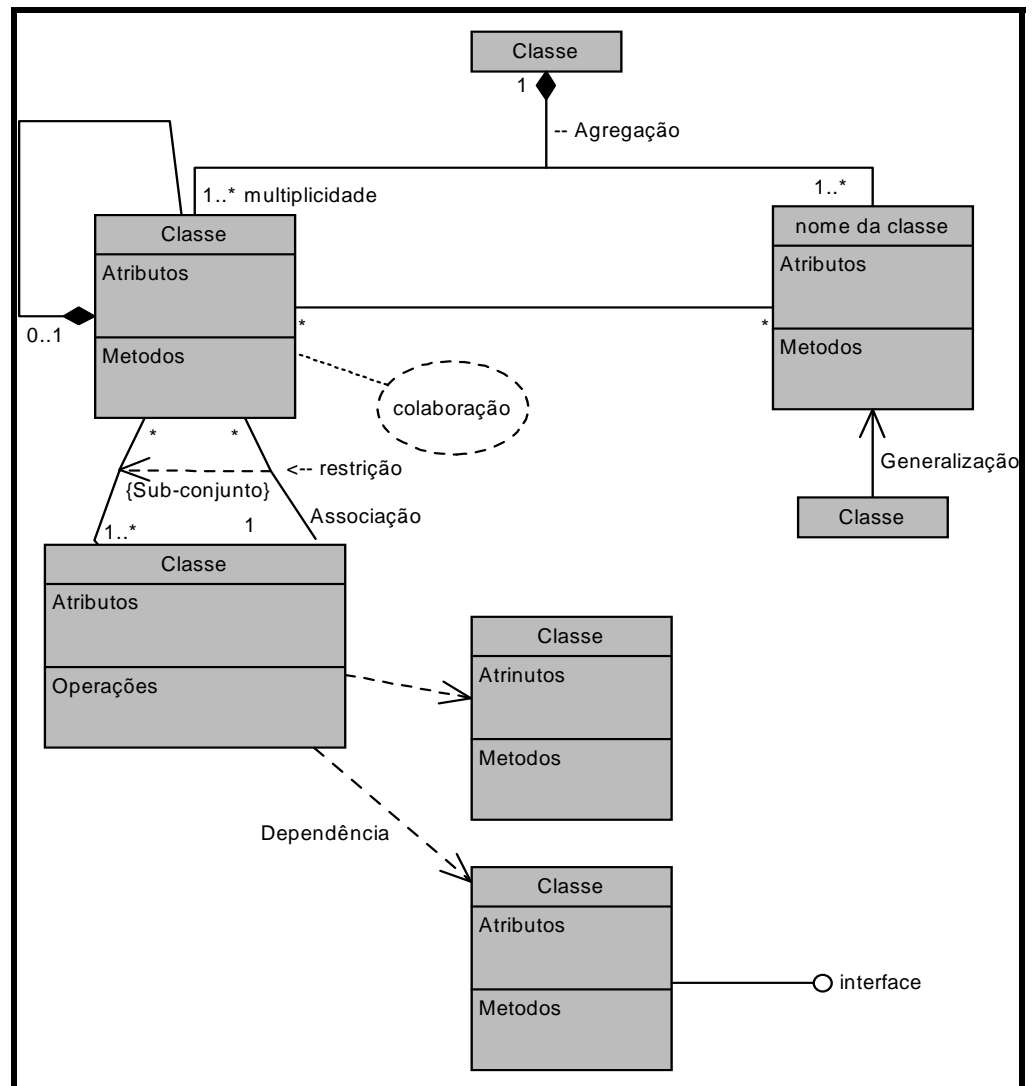 Classe
1
-- Agregação
1..* multiplicidade
1..*
Classe
Atributos
Metodos
nome da classe
Atributos
Metodos
0..1
*
*
colaboração
*
*
<-- restrição
{Sub-conjunto}
Associação
1..*
1
Generalização
Classe
Classe
Atributos
Operações
Classe
Atrinutos
Metodos
Dependência
Classe
Atributos
Metodos
interface